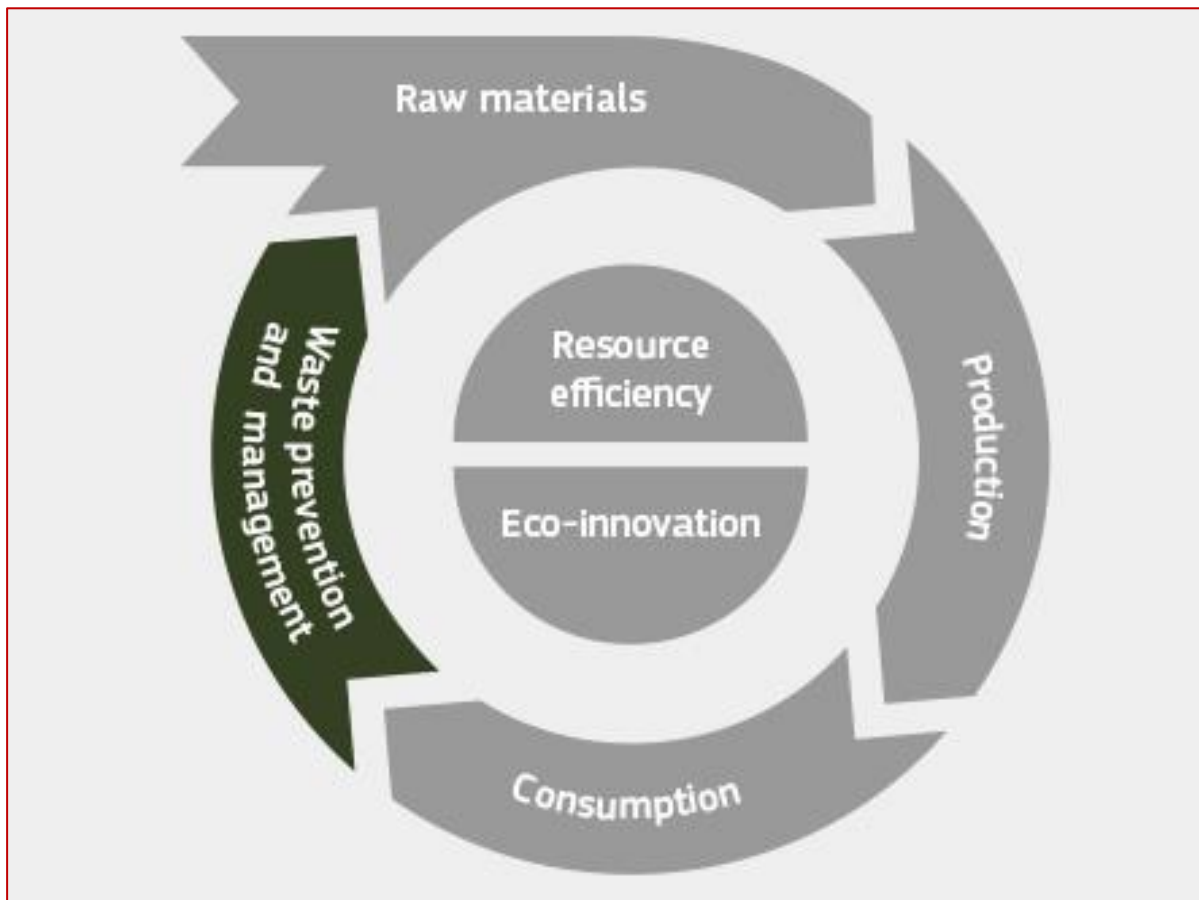 Raw materials
Production
Consumption
Waste prevention
and management
Resource
efficiency
Eco-innovation